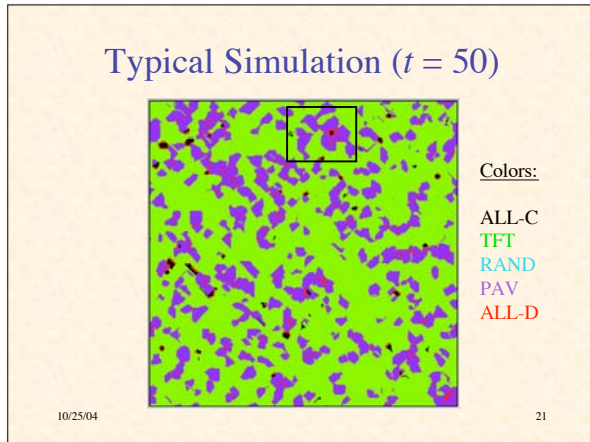 Typical Simulation (t = 50)
Colors:
ALL-C
TFT
RAND
PAV
ALL-D
10/25/04
21